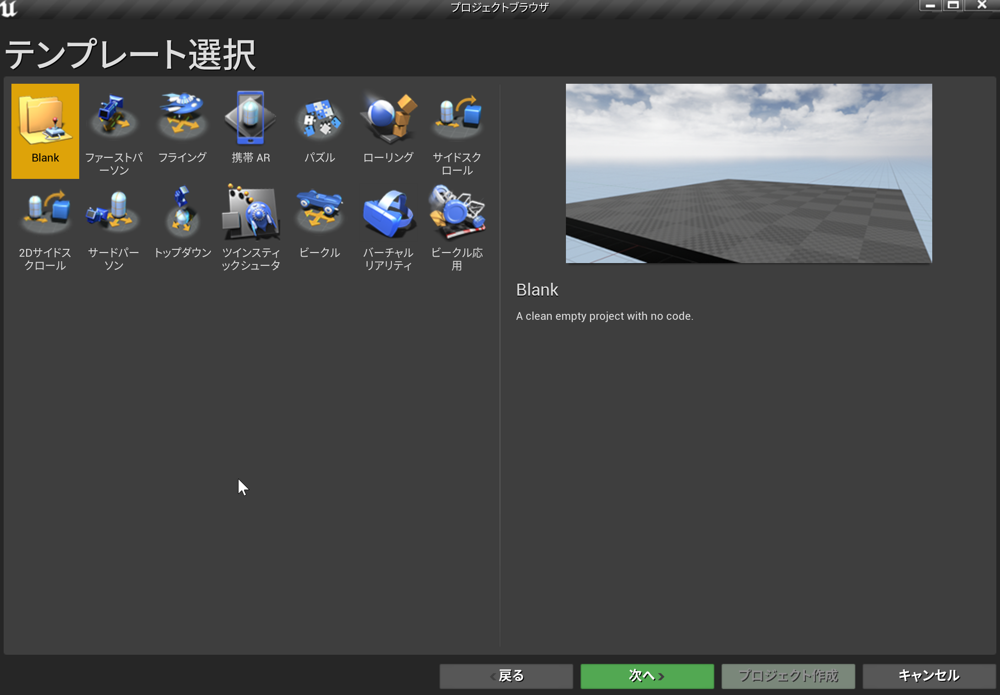 プロジェクトブラウザ
テンプレート選択
Blank
ファーストパ
ーソン
フライング
携帯 AR
パズル
ローリング
サイドスク
ロール
2Dサイドス
クロール
サードパー
ソン
トップダウン
ツインスティ
ックシュータ
ビークル
バーチャル
リアリティ
ビークル応
用
Blank
A clean empty project with no code.
戻る
次へ
プロジェクト作成
キャンセル